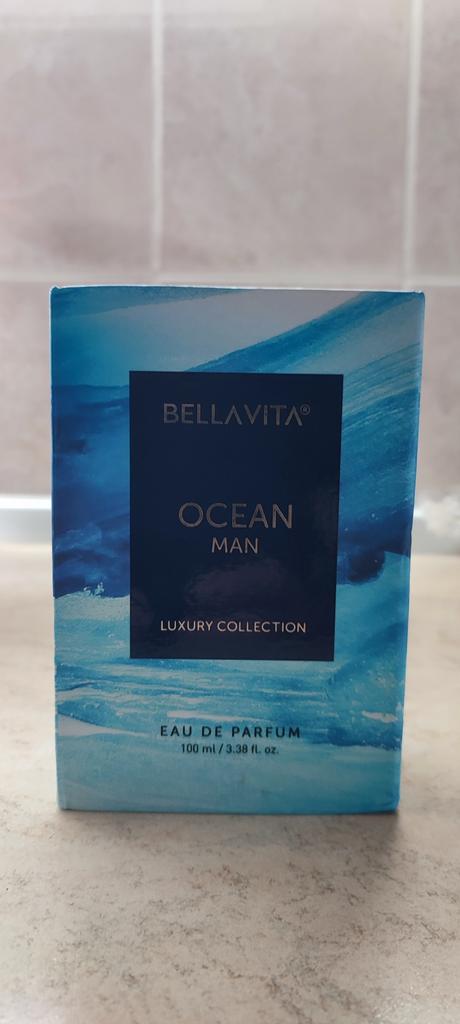 BELLAVITA®
OCEAN
MAN
LUXURY COLLECTION
EAU DE PARFUM
100 ml / 3.38 fl. oz.